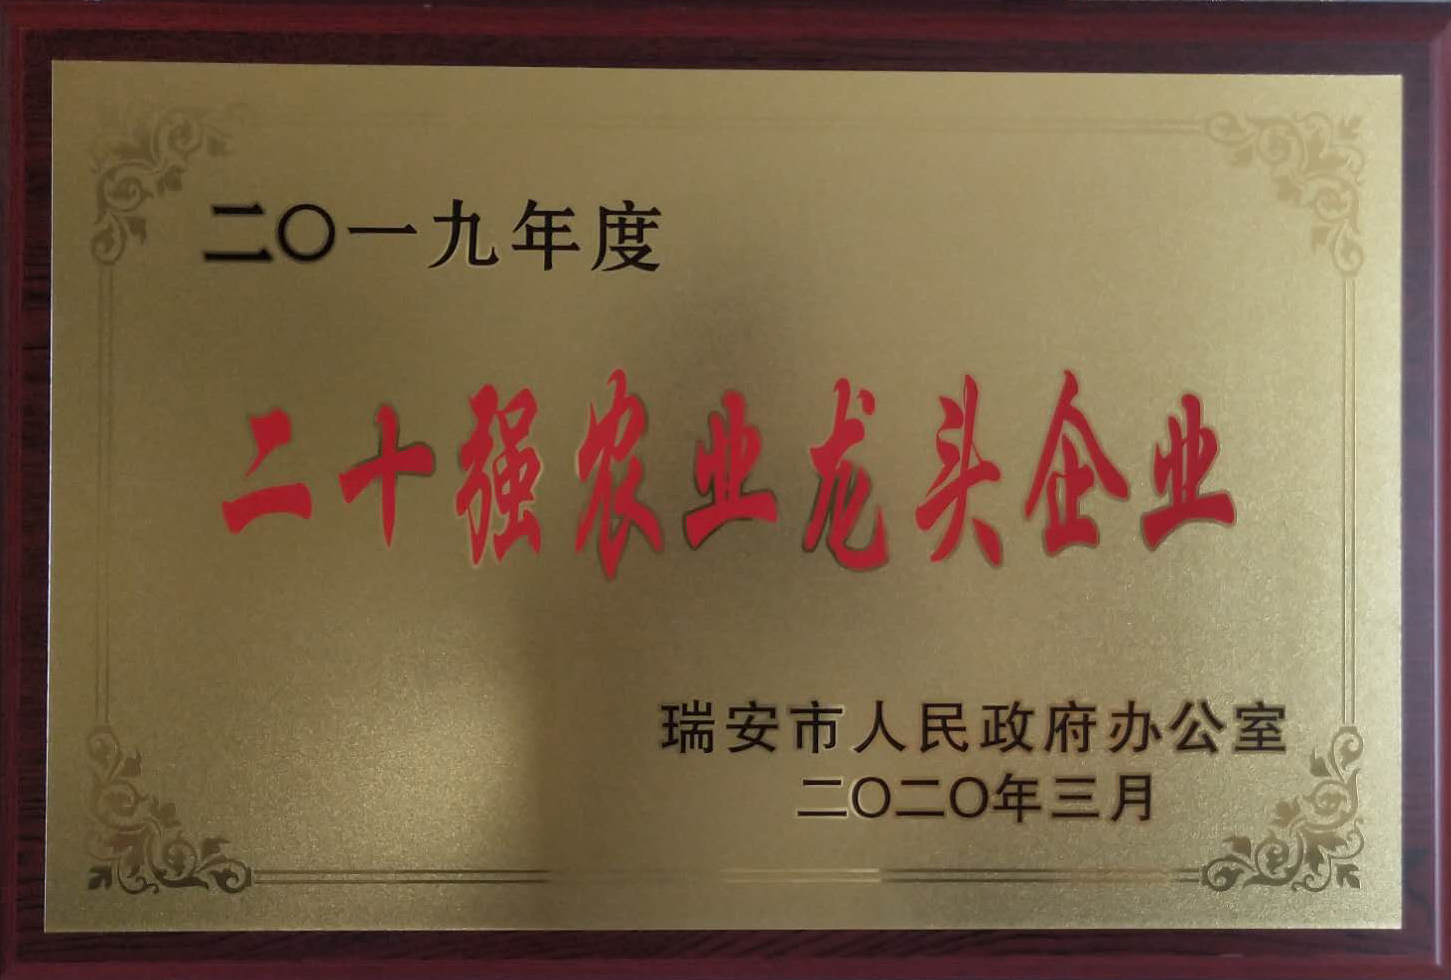 二〇一九年度
二十强农业龙头企业
瑞安市人民政府办公室
二〇二〇年三月